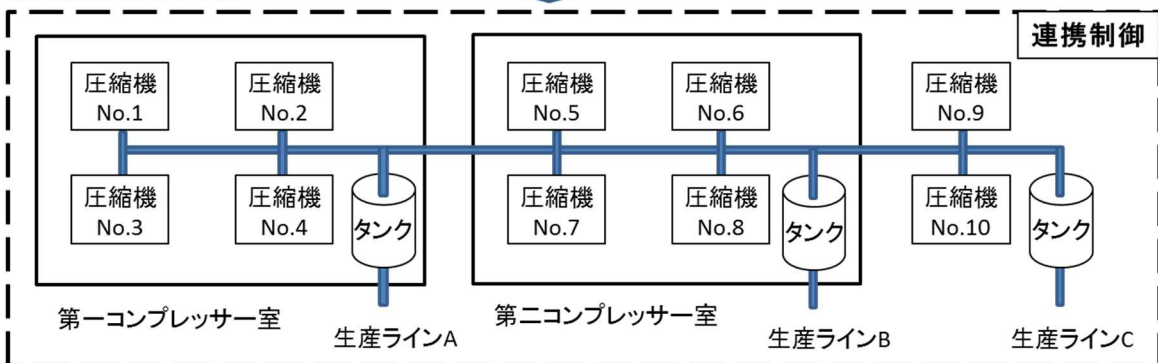 連携制御
圧縮機
No.1
圧縮機
No.2
圧縮機
No.5
圧縮機
No.6
圧縮機
No.9
圧縮機
No.3
圧縮機
No.4
タンク
圧縮機
No.7
圧縮機
No.8
タンク
圧縮機
No.10
タンク
第一コンプレッサー室
生産ラインA
第二コンプレッサー室
生産ラインB
生産ラインC